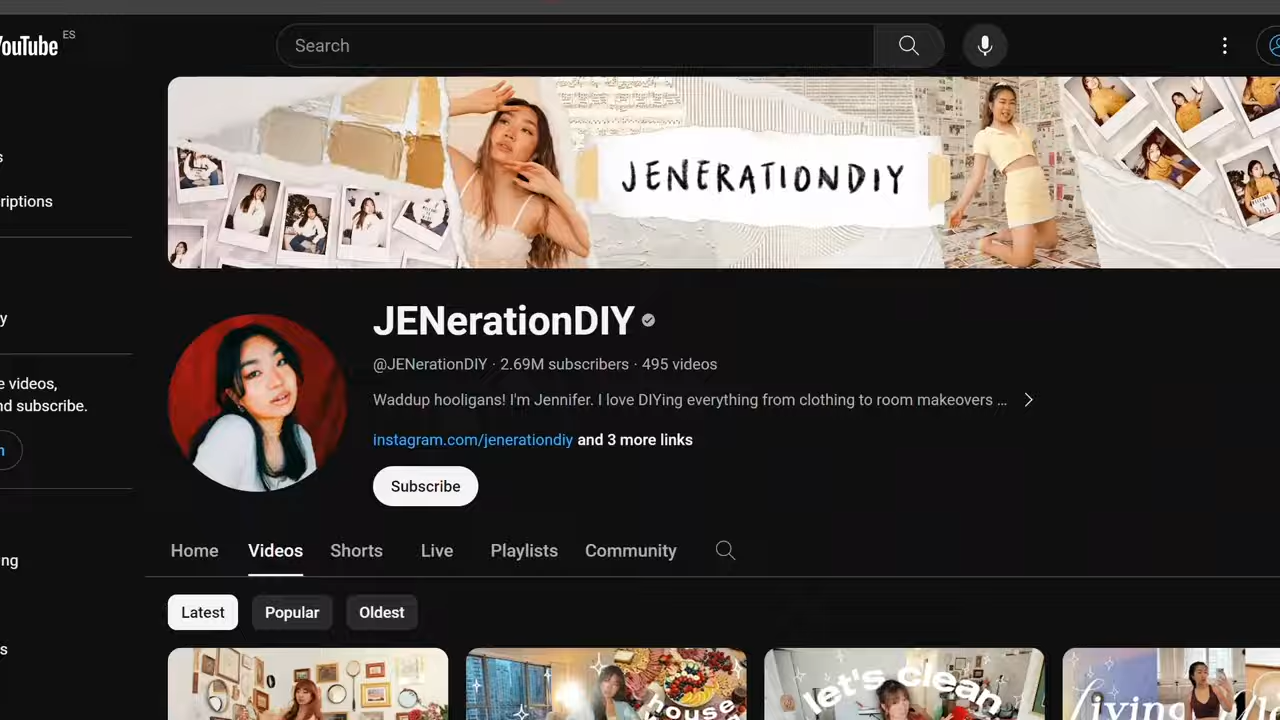 YouTube ES
Search
JENERATIONDIY
s
riptions
JENerationDIY
y
@JENerationDIY · 2.69M subscribers · 495 videos
e videos,
Waddup hooligans! I'm Jennifer. I love DIYing everything from clothing to room makeovers ...
nd subscribe.
instagram.com/jenerationdiy and 3 more links
n
Subscribe
Home Videos Shorts Live Playlists Community
ng
Latest Popular Oldest
s
let's clean
house
living